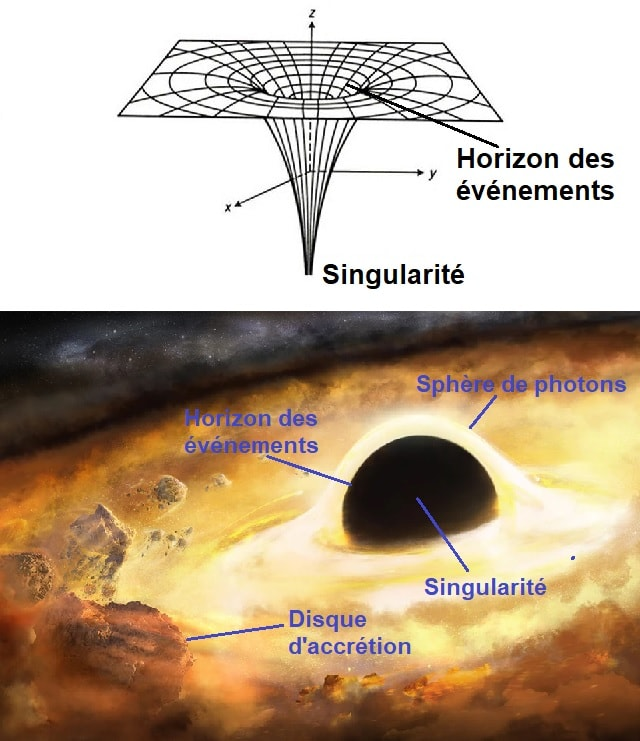 z
Horizon des
événements
y
x
Singularité
Sphère de photons
Horizon des
événements
Singularité
Disque
d'accrétion